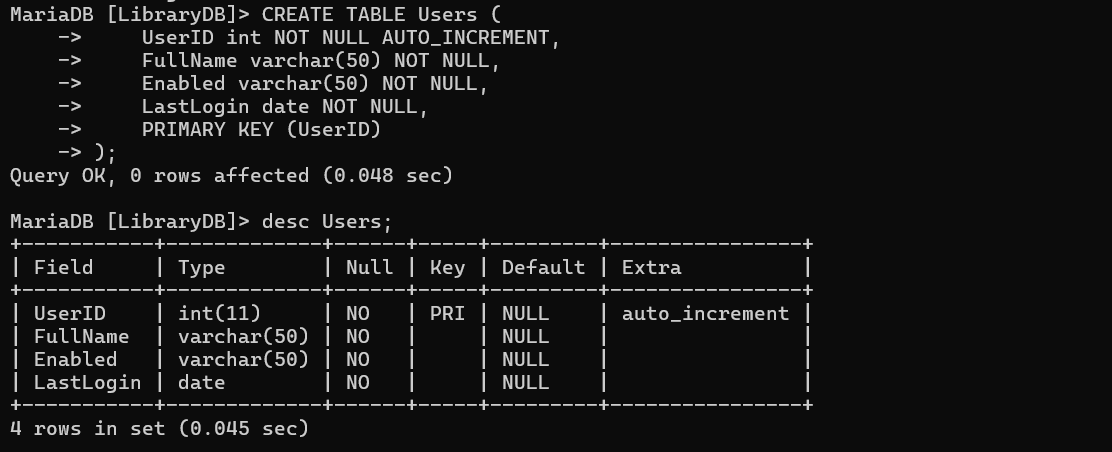 MariaDB [LibraryDB]> CREATE TABLE Users (
    ->     UserID int NOT NULL AUTO_INCREMENT,
    ->     FullName varchar(50) NOT NULL,
    ->     Enabled varchar(50) NOT NULL,
    ->     LastLogin date NOT NULL,
    ->     PRIMARY KEY (UserID)
    -> );
Query OK, 0 rows affected (0.048 sec)

MariaDB [LibraryDB]> desc Users;
+-----------+-------------+------+-----+---------+----------------+
| Field     | Type        | Null | Key | Default | Extra          |
+-----------+-------------+------+-----+---------+----------------+
| UserID    | int(11)     | NO   | PRI | NULL    | auto_increment |
| FullName  | varchar(50) | NO   |     | NULL    |                |
| Enabled   | varchar(50) | NO   |     | NULL    |                |
| LastLogin | date        | NO   |     | NULL    |                |
+-----------+-------------+------+-----+---------+----------------+
4 rows in set (0.045 sec)